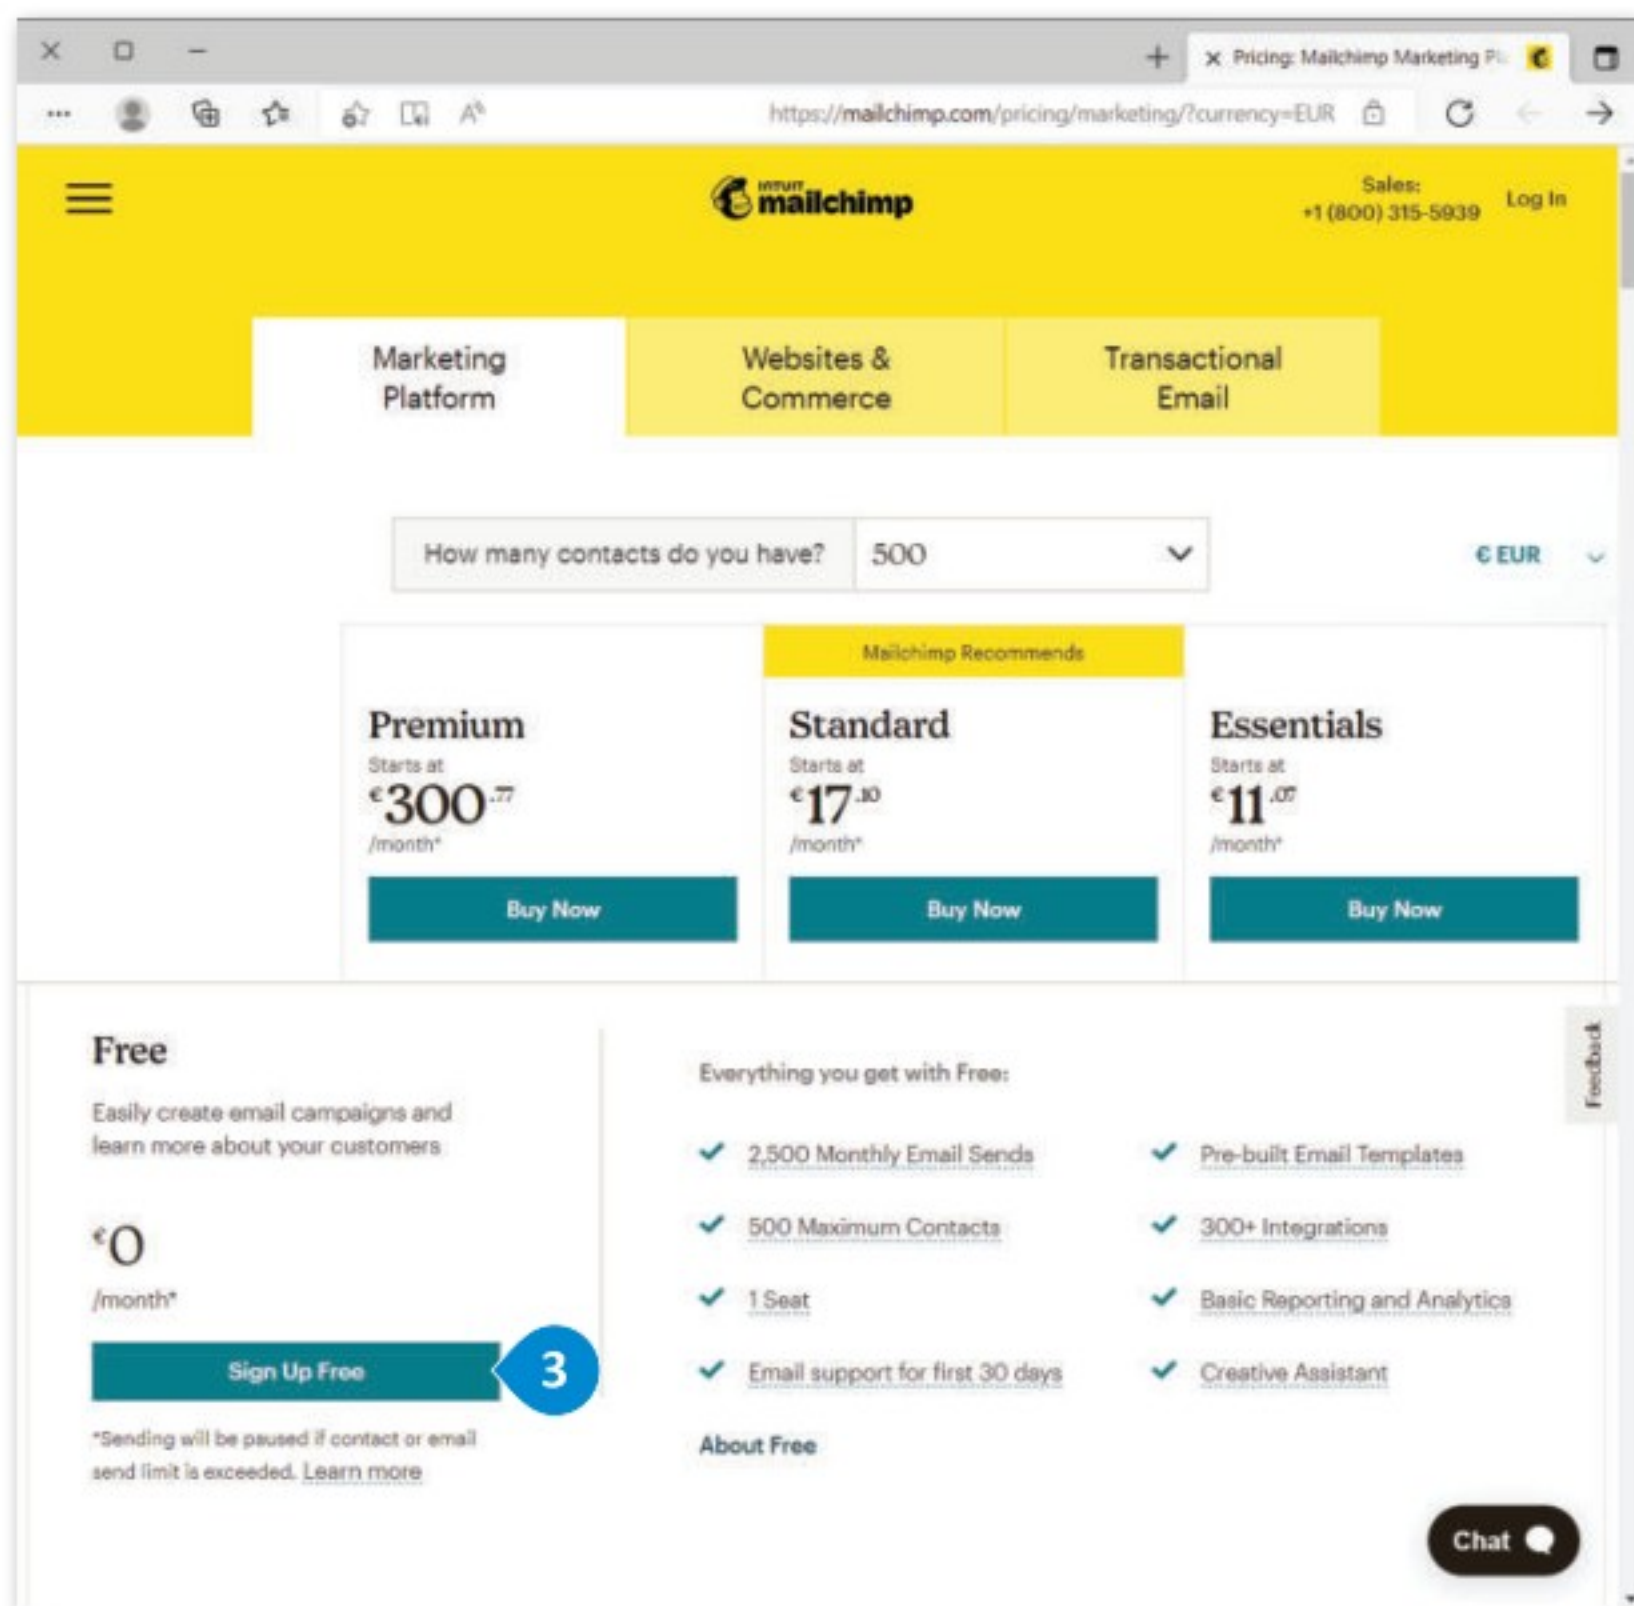 Pricing: Mailchimp Marketing Pl
https://mailchimp.com/pricing/marketing/?currency=EUR
INTUIT
mailchimp
Sales:
+1 (800) 315-5939
Log In
Marketing
Platform
Websites &
Commerce
Transactional
Email
How many contacts do you have?
500
€ EUR
Mailchimp Recommends
Premium
Starts at
€300.77
/month*
Buy Now
Standard
Starts at
€17.10
/month*
Buy Now
Essentials
Starts at
€11.07
/month*
Buy Now
Free
Easily create email campaigns and
learn more about your customers
€0
/month*
Sign Up Free
3
*Sending will be paused if contact or email
send limit is exceeded. Learn more
Everything you get with Free:
2,500 Monthly Email Sends
500 Maximum Contacts
1 Seat
Email support for first 30 days
Pre-built Email Templates
300+ Integrations
Basic Reporting and Analytics
Creative Assistant
About Free
Feedback
Chat